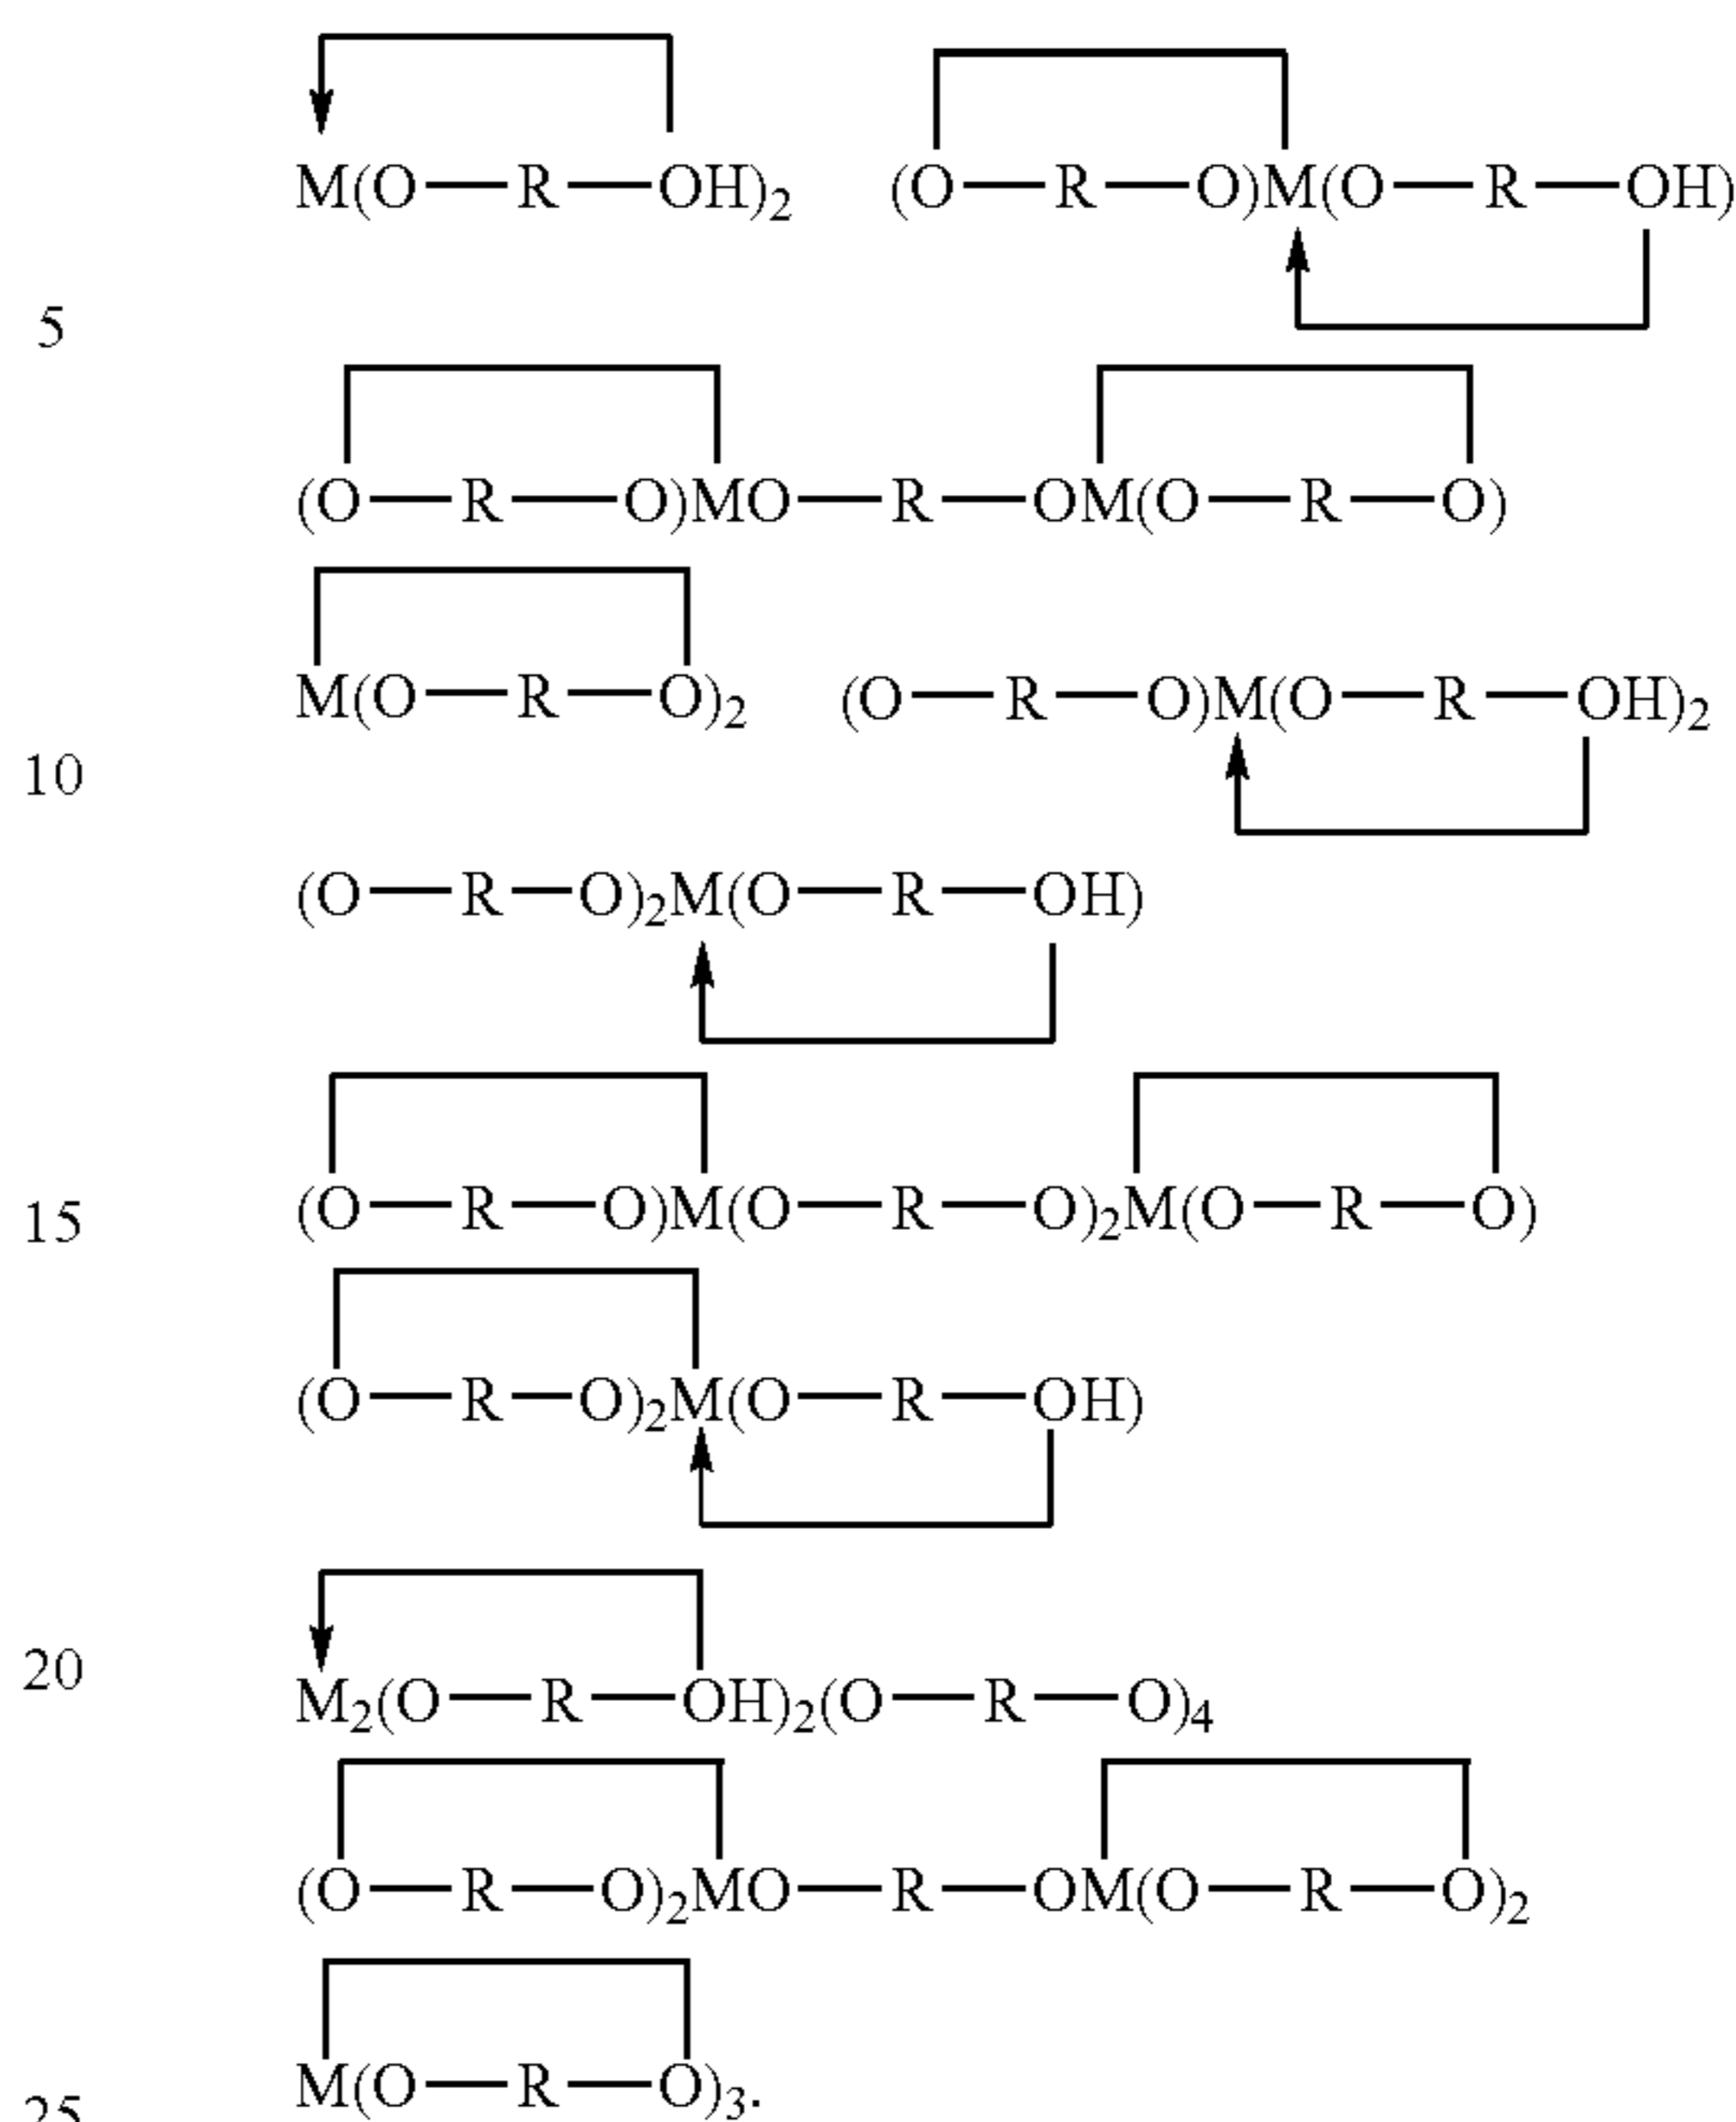 M(O—R—OH)₂ (O—R—O)M(O—R—OH)
5
(O—R—O)MO—R—OM(O—R—O)
M(O—R—O)₂ (O—R—O)M(O—R—OH)₂
10
(O—R—O)₂M(O—R—OH)
15
(O—R—O)M(O—R—O)₂M(O—R—O)
(O—R—O)₂M(O—R—OH)
20
M₂(O—R—OH)₂(O—R—O)₄
(O—R—O)₂MO—R—OM(O—R—O)₂
M(O—R—O)₃.
25